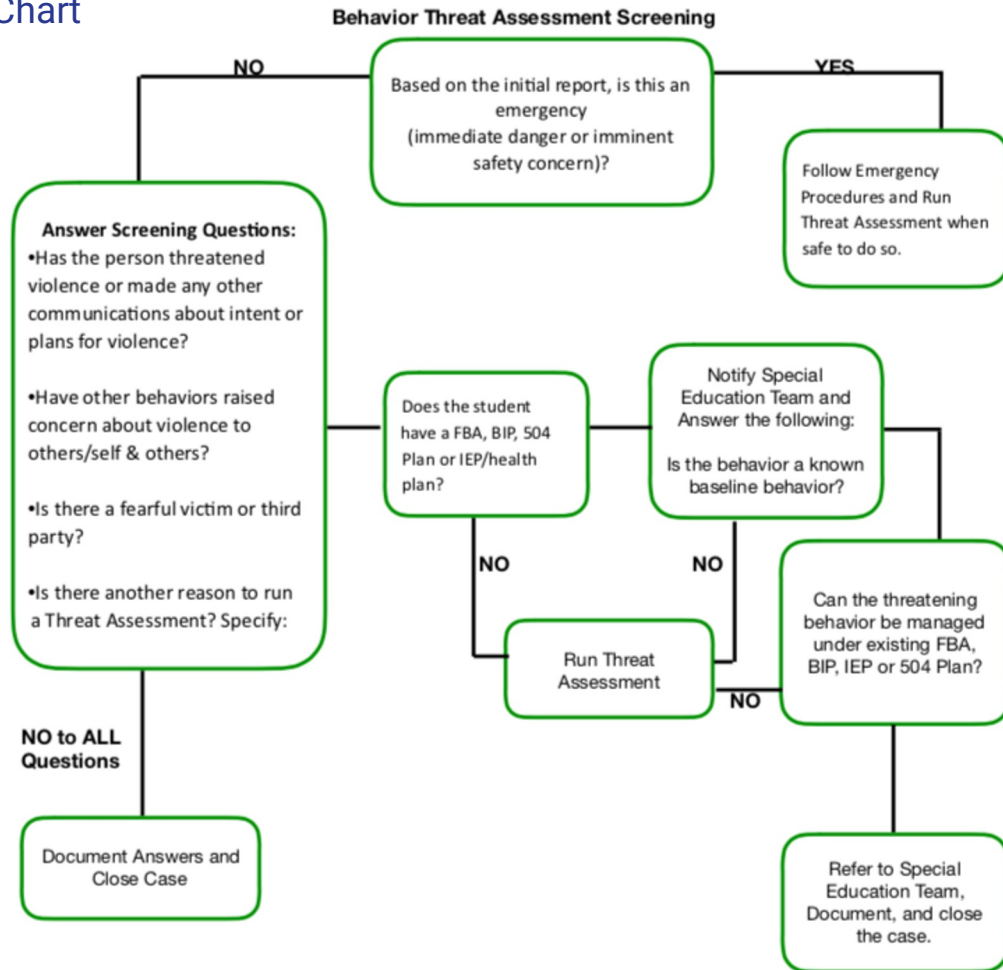 Chart
Behavior Threat Assessment Screening
NO
YES
Based on the initial report, is this an
emergency
(immediate danger or imminent
safety concern)?
Follow Emergency
Procedures and Run
Threat Assessment when
safe to do so.
Answer Screening Questions:
•Has the person threatened
violence or made any other
communications about intent or
plans for violence?
•Have other behaviors raised
concern about violence to
others/self & others?
•Is there a fearful victim or third
party?
•Is there another reason to run
a Threat Assessment? Specify:
Does the student
have a FBA, BIP, 504
Plan or IEP/health
plan?
Notify Special
Education Team and
Answer the following:
Is the behavior a known
baseline behavior?
NO
NO
Can the threatening
behavior be managed
under existing FBA,
BIP, IEP or 504 Plan?
Run Threat
Assessment
NO
NO to ALL
Questions
Document Answers and
Close Case
Refer to Special
Education Team,
Document, and close
the case.